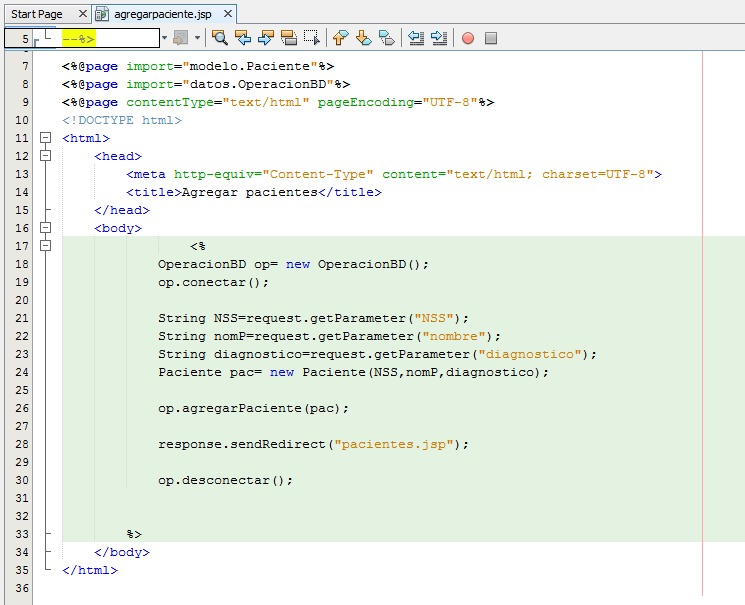 Start Page
agregarpaciente.jsp
5 --%>
7 <%@page import="modelo.Paciente"%>
8 <%@page import="datos.OperacionBD"%>
9 <%@page contentType="text/html" pageEncoding="UTF-8"%>
10 <!DOCTYPE html>
11 <html>
12 <head>
13 <meta http-equiv="Content-Type" content="text/html; charset=UTF-8">
14 <title>Agregar pacientes</title>
15 </head>
16 <body>
17 <%
18 OperacionBD op= new OperacionBD();
19 op.conectar();
20
21 String NSS=request.getParameter("NSS");
22 String nomP=request.getParameter("nombre");
23 String diagnostico=request.getParameter("diagnostico");
24 Paciente pac= new Paciente(NSS,nomP,diagnostico);
25
26 op.agregarPaciente(pac);
27
28 response.sendRedirect("pacientes.jsp");
29
30 op.desconectar();
31
32
33 %>
34 </body>
35 </html>
36